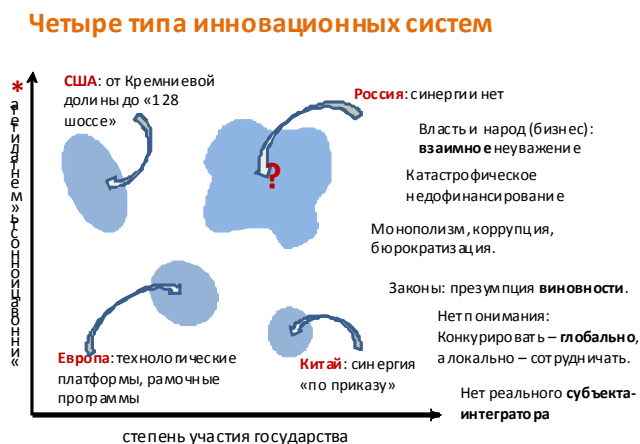 Четыре типа инновационных систем
«инновационность» менталитета*
США: от Кремниевой
долины до «128
шоссе»
Россия: синергии нет
Власть и народ (бизнес):
взаимное неуважение
?
Катастрофическое
недофинансирование
Монополизм, коррупция,
бюрократизация.
Законы: презумпция виновности.
Нет понимания:
Конкурировать – глобально,
а локально – сотрудничать.
Европа: технологические
платформы, рамочные
программы
Китай: синергия
«по приказу»
Нет реального субъекта-
интегратора
степень участия государства